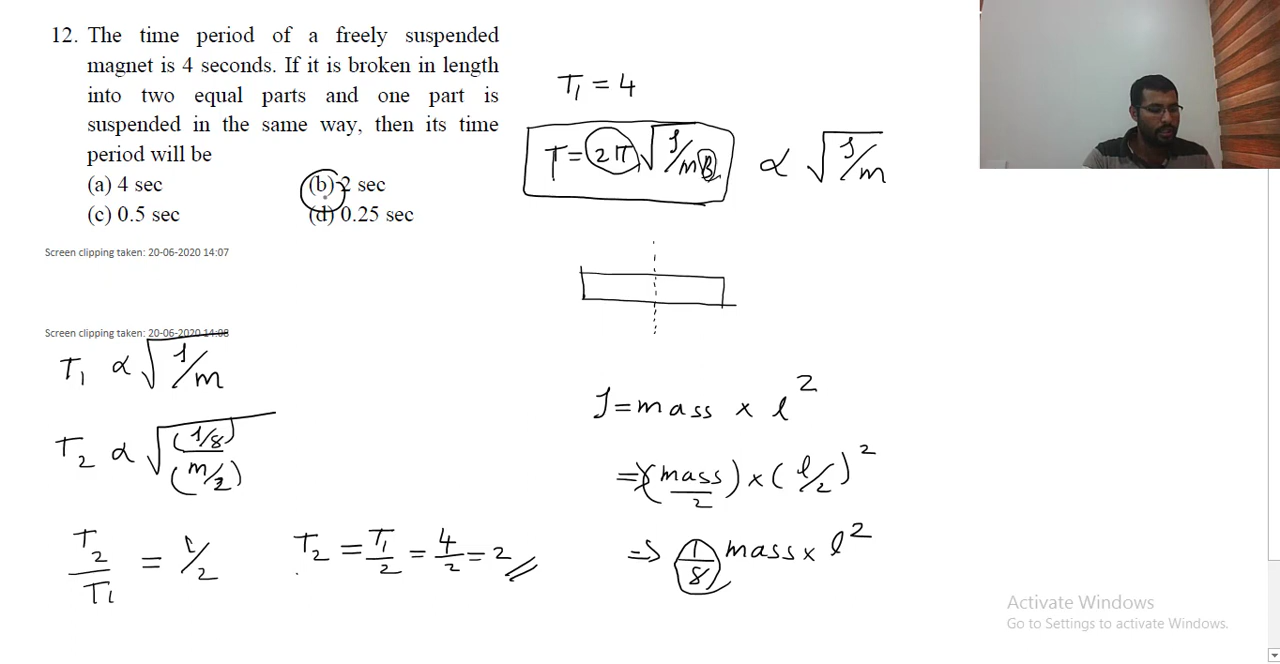 12. The time period of a freely suspended
magnet is 4 seconds. If it is broken in length
into two equal parts and one part is
suspended in the same way, then its time
period will be
(a) 4 sec (b) 2 sec
(c) 0.5 sec (d) 0.25 sec
Screen clipping taken: 20-06-2020 14:07
T₁ = 4
T = 2π √I/mB ∝ √I/m
Screen clipping taken: 20-06-2020 14:08
T₁ ∝ √I/m
T₂ ∝ √(I/8)/(m/2)
T₂/T₁ = 1/2
T₂ = T₁/2 = 4/2 = 2
I = mass × l²
= (mass/2) × (l/2)²
⇒ 1/8 mass × l²
Activate Windows
Go to Settings to activate Windows.